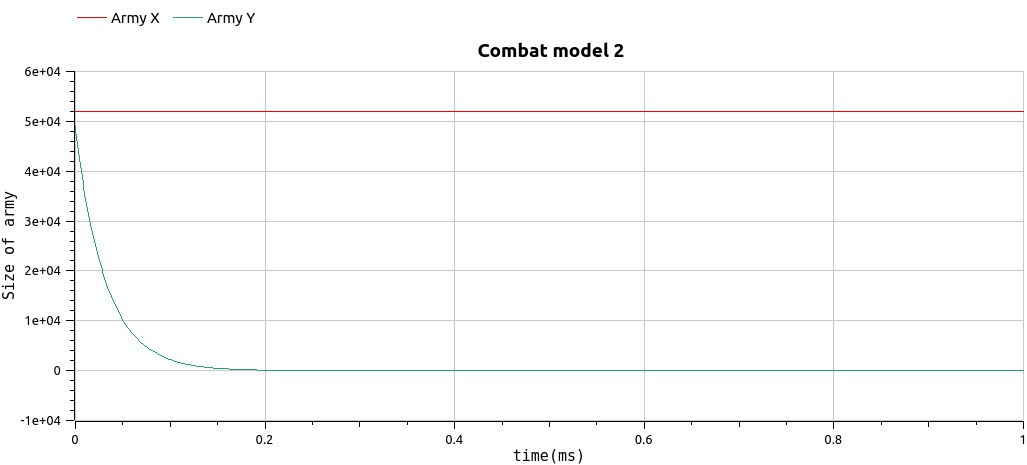 Army X Army Y
Combat model 2
6e+04
5e+04
4e+04
3e+04
2e+04
1e+04
0
-1e+04
Size of army
0 0.2 0.4 0.6 0.8 1
time(ms)